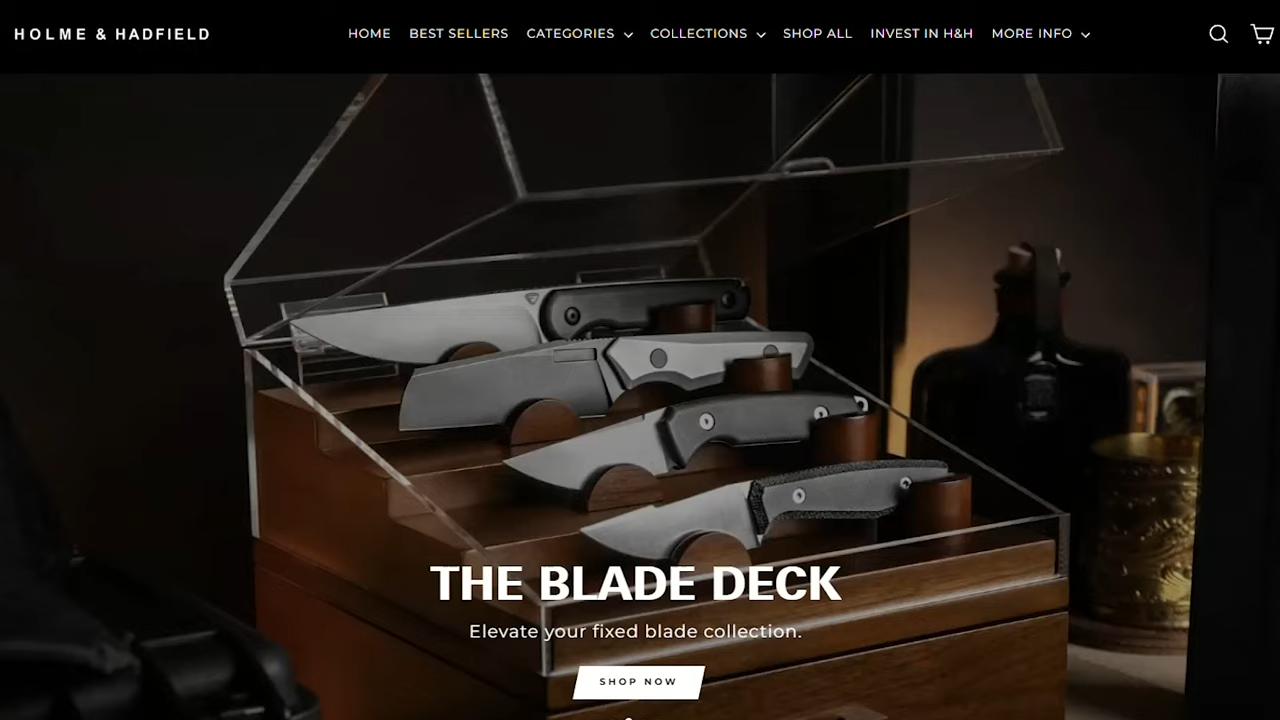 HOLME & HADFIELD
HOME BEST SELLERS CATEGORIES COLLECTIONS SHOP ALL INVEST IN H&H MORE INFO
THE BLADE DECK
Elevate your fixed blade collection.
SHOP NOW